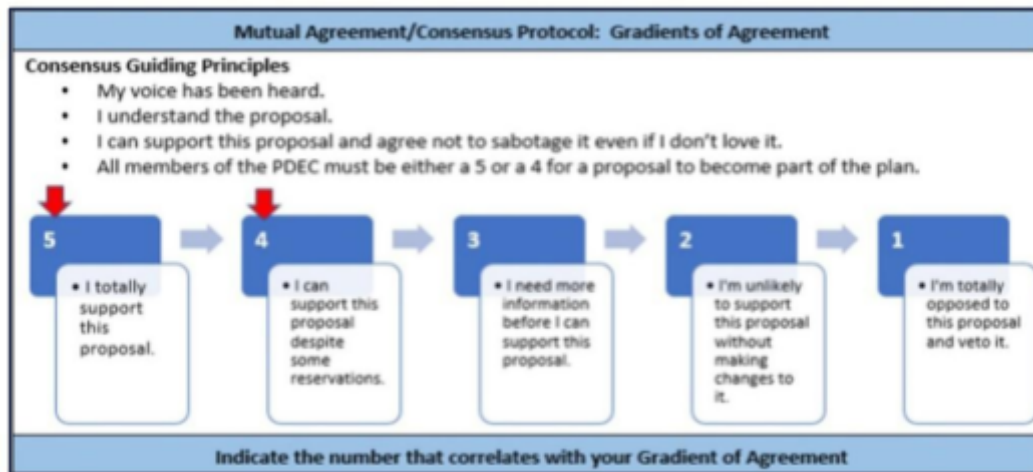 Mutual Agreement/Consensus Protocol: Gradients of Agreement
Consensus Guiding Principles
• My voice has been heard.
• I understand the proposal.
• I can support this proposal and agree not to sabotage it even if I don't love it.
• All members of the PDEC must be either a 5 or a 4 for a proposal to become part of the plan.
5
• I totally
support
this
proposal.
4
• I can
support this
proposal
despite
some
reservations.
3
• I need more
information
before I can
support this
proposal.
2
• I'm unlikely
to support
this proposal
without
making
changes to
it.
1
• I'm totally
opposed to
this proposal
and veto it.
Indicate the number that correlates with your Gradient of Agreement